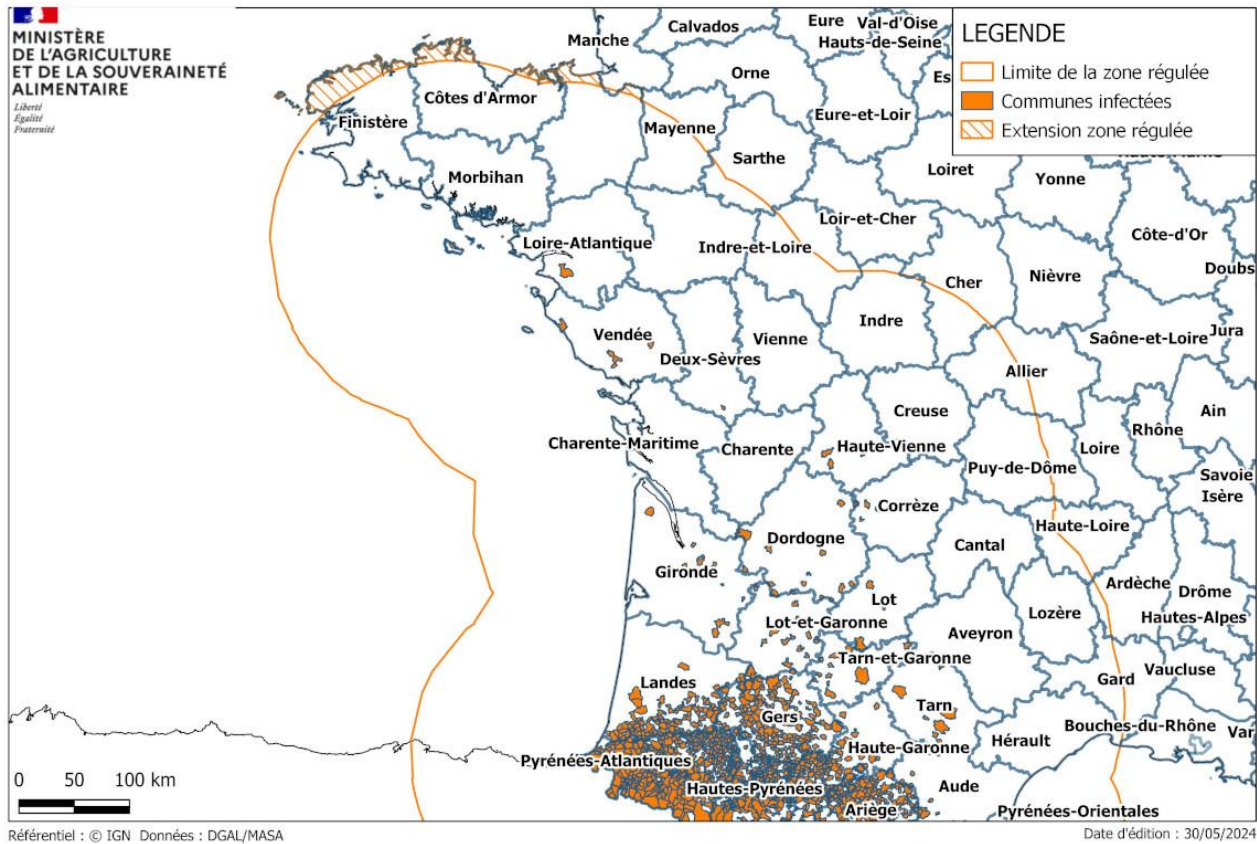 MINISTÈRE
DE L'AGRICULTURE
ET DE LA SOUVERAINETÉ
ALIMENTAIRE
Liberté
Égalité
Fraternité
LEGENDE
Limite de la zone régulée
Communes infectées
Extension zone régulée
Manche
Calvados
Eure
Val-d'Oise
Hauts-de-Seine
Es
Orne
Côtes d'Armor
Finistère
Mayenne
Eure-et-Loir
Sarthe
Morbihan
Loiret
Yonne
Loir-et-Cher
Loire-Atlantique
Indre-et-Loire
Côte-d'Or
Doubs
Cher
Nièvre
Vendée
Vienne
Indre
Deux-Sèvres
Saône-et-Loire
Jura
Allier
Creuse
Ain
Charente-Maritime
Charente
Haute-Vienne
Rhône
Loire
Puy-de-Dôme
Savoie
Isère
Corrèze
Haute-Loire
Dordogne
Cantal
Gironde
Ardèche
Drôme
Lot
Lozère
Hautes-Alpes
Lot-et-Garonne
Aveyron
Tarn-et-Garonne
Vaucluse
Gard
Landes
Tarn
Gers
Bouches-du-Rhône
Var
Hérault
Haute-Garonne
Pyrénées-Atlantiques
Hautes-Pyrénées
Aude
Ariège
Pyrénées-Orientales
0 50 100 km
Référentiel : © IGN Données : DGAL/MASA
Date d'édition : 30/05/2024